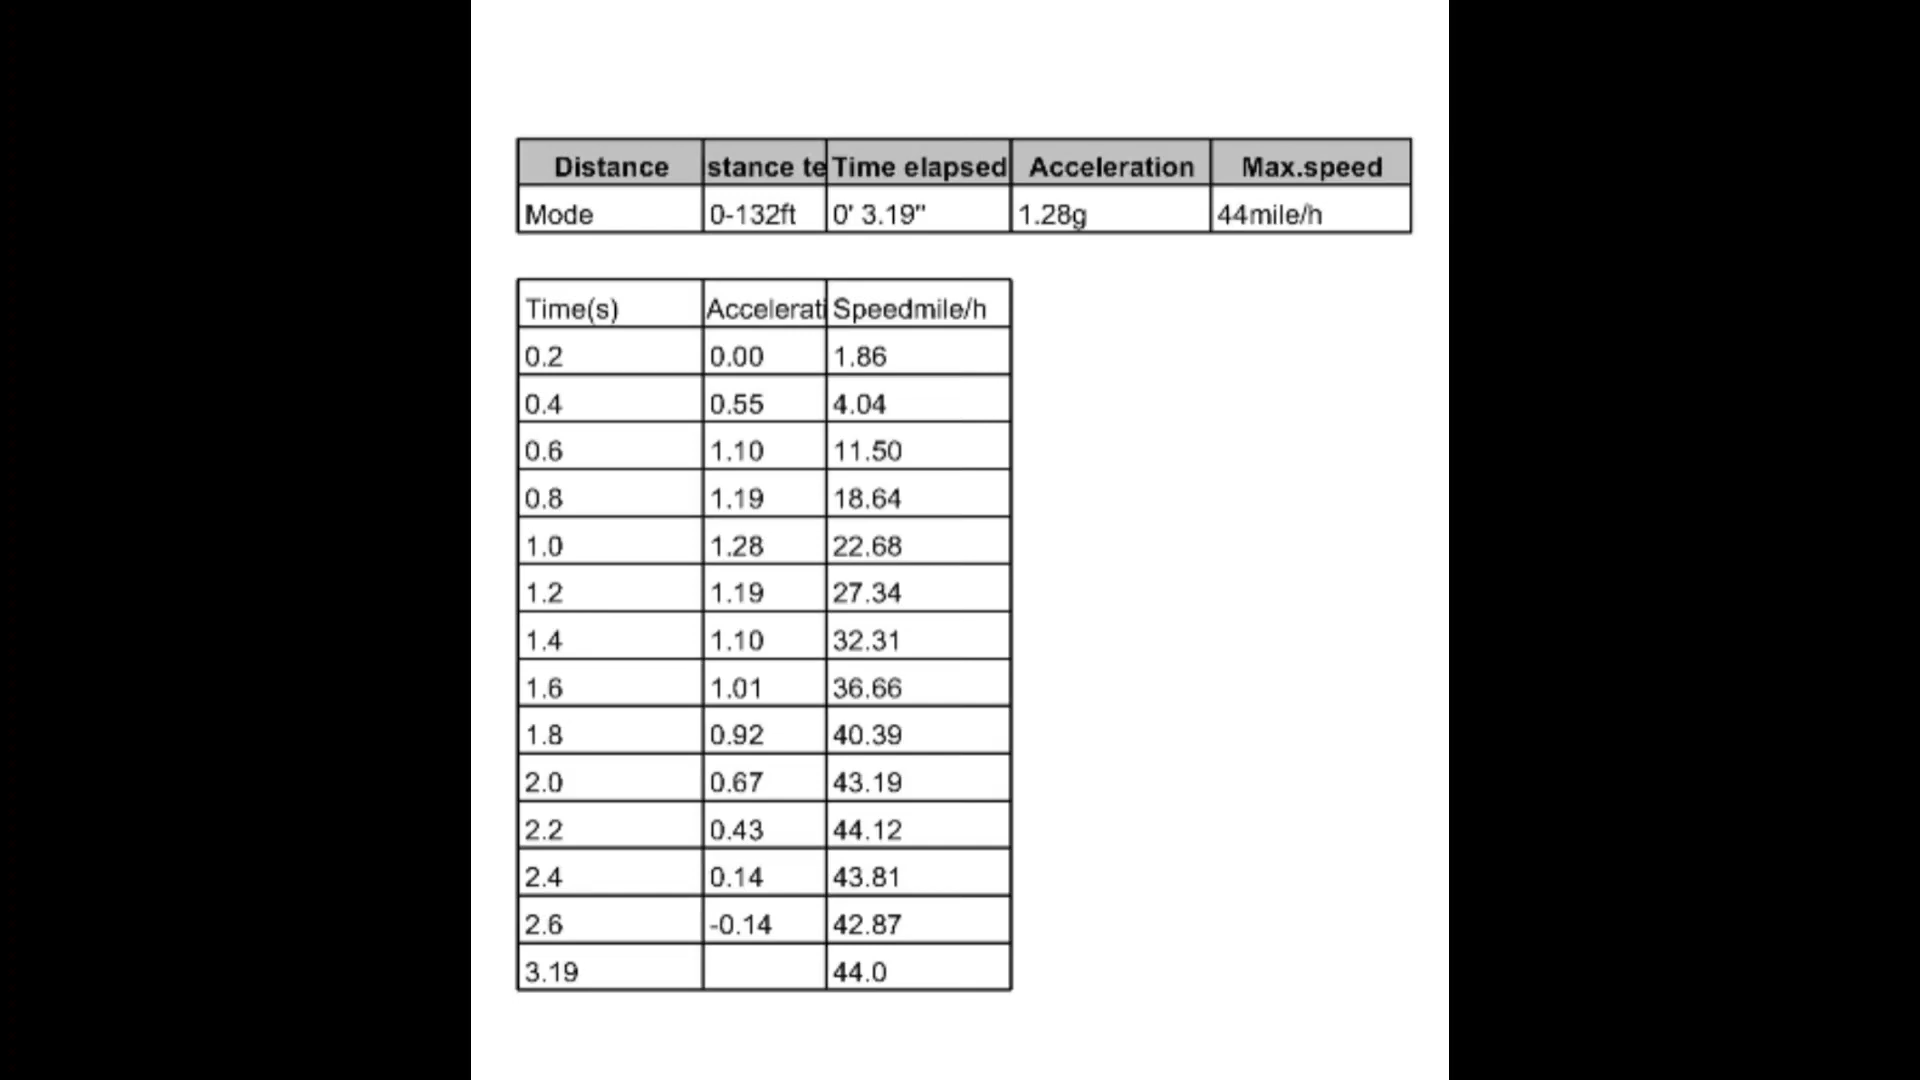 Distance stance te Time elapsed Acceleration Max.speed
Mode 0-132ft 0' 3.19" 1.28g 44mile/h
Time(s) Accelerati Speedmile/h
0.2 0.00 1.86
0.4 0.55 4.04
0.6 1.10 11.50
0.8 1.19 18.64
1.0 1.28 22.68
1.2 1.19 27.34
1.4 1.10 32.31
1.6 1.01 36.66
1.8 0.92 40.39
2.0 0.67 43.19
2.2 0.43 44.12
2.4 0.14 43.81
2.6 -0.14 42.87
3.19 44.0